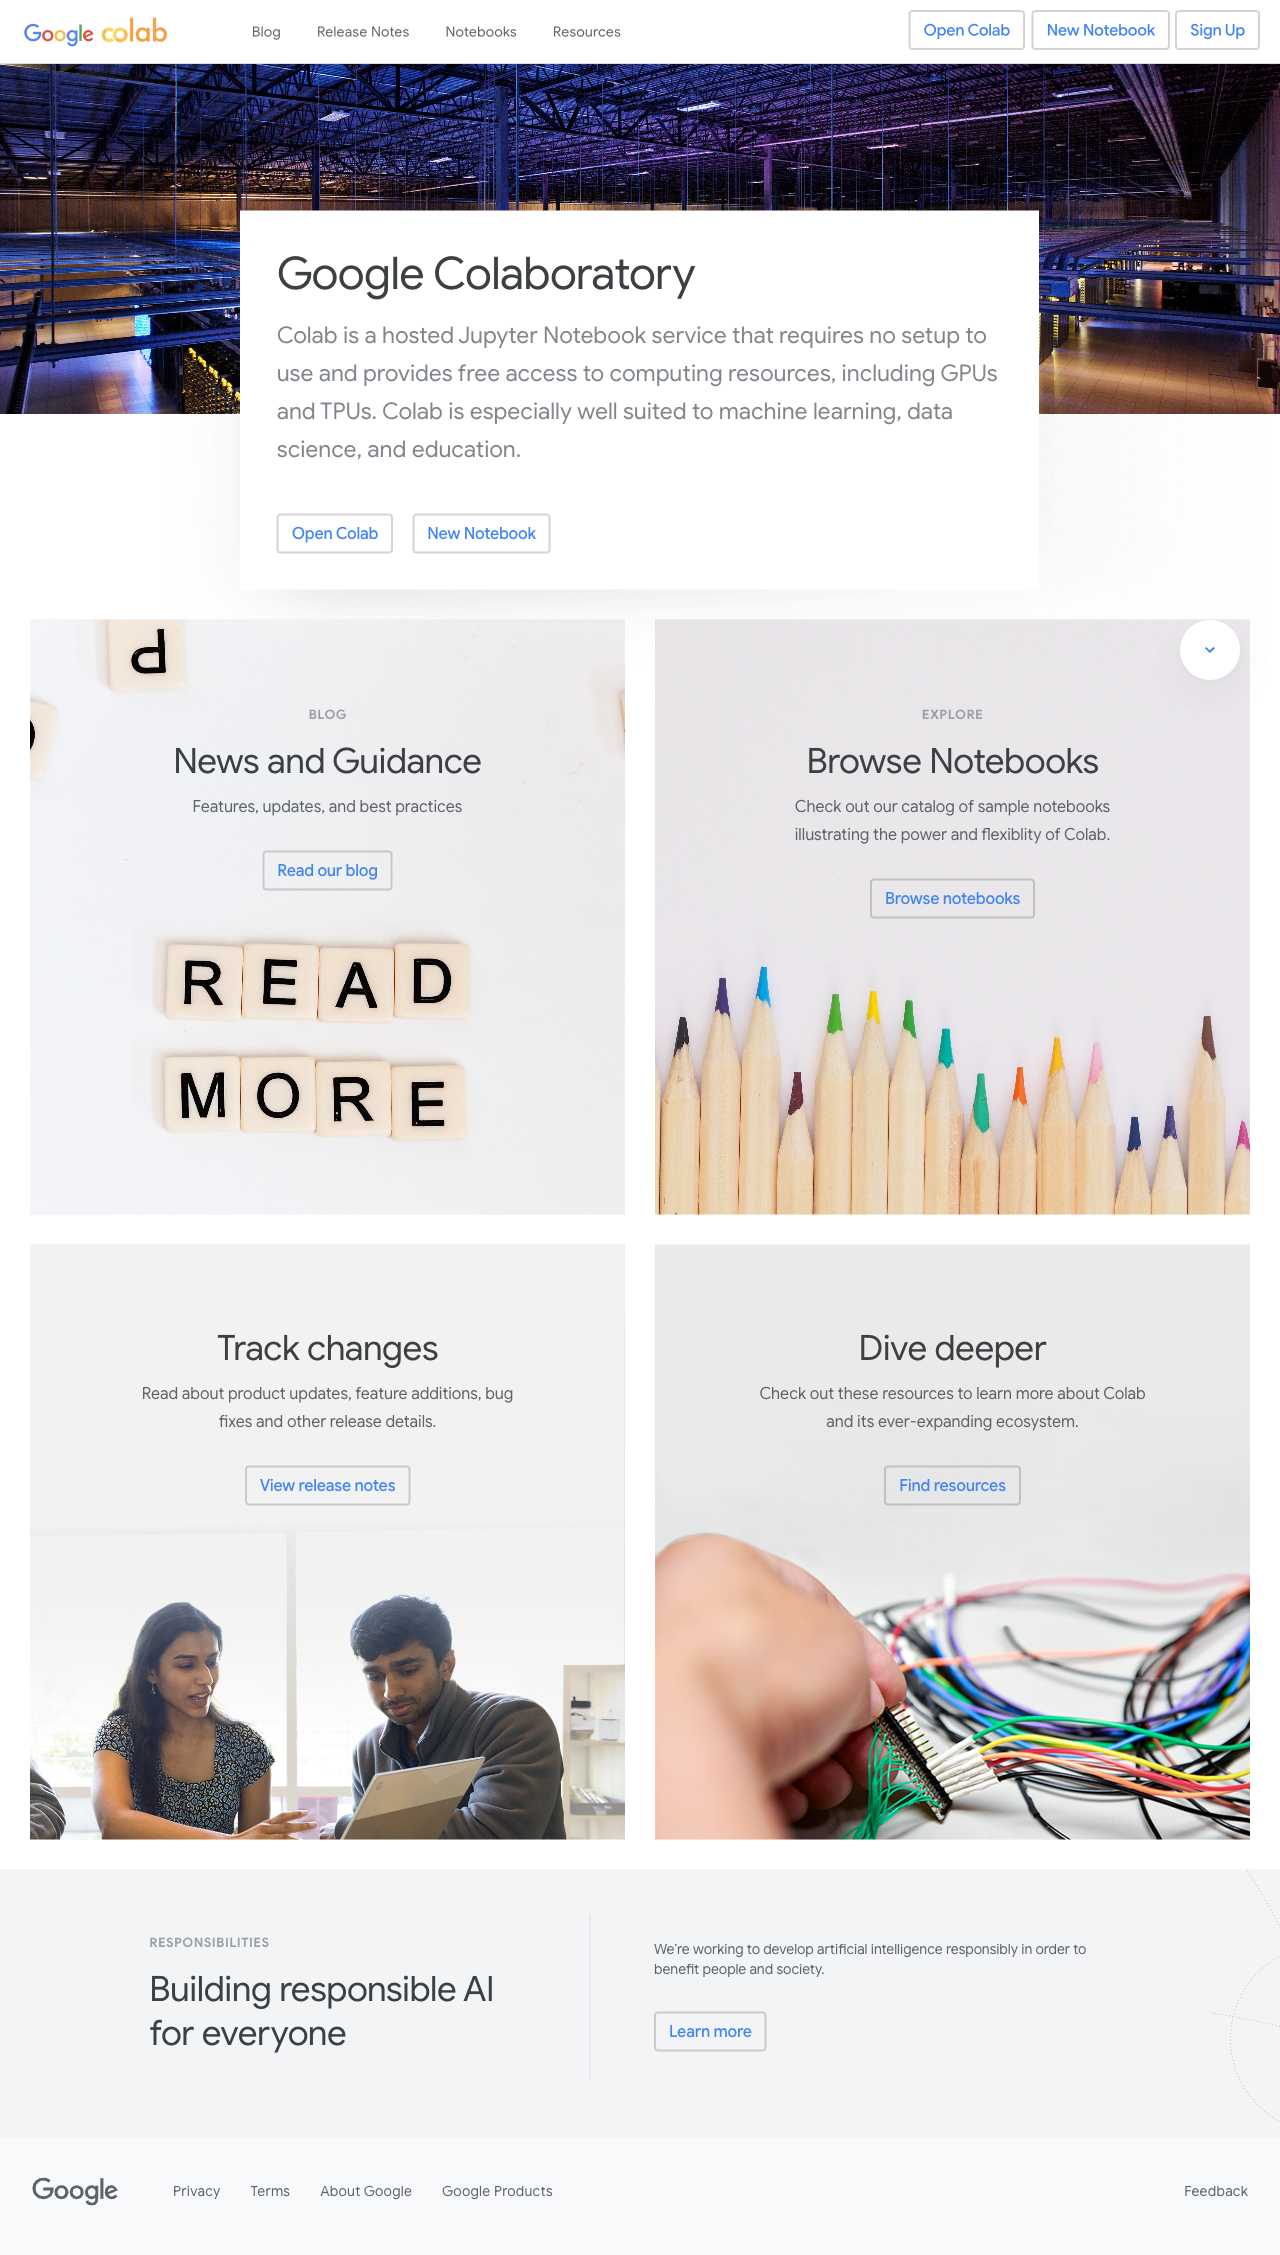 Google colab
Blog
Release Notes
Notebooks
Resources
Open Colab
New Notebook
Sign Up
Google Colaboratory
Colab is a hosted Jupyter Notebook service that requires no setup to
use and provides free access to computing resources, including GPUs
and TPUs. Colab is especially well suited to machine learning, data
science, and education.
Open Colab
New Notebook
d
BLOG
News and Guidance
Features, updates, and best practices
Read our blog
READ
MORE
EXPLORE
Browse Notebooks
Check out our catalog of sample notebooks
illustrating the power and flexiblity of Colab.
Browse notebooks
Track changes
Read about product updates, feature additions, bug
fixes and other release details.
View release notes
Dive deeper
Check out these resources to learn more about Colab
and its ever-expanding ecosystem.
Find resources
RESPONSIBILITIES
Building responsible AI
for everyone
We're working to develop artificial intelligence responsibly in order to
benefit people and society.
Learn more
Google
Privacy
Terms
About Google
Google Products
Feedback